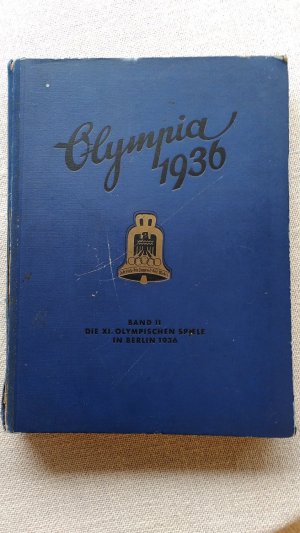 Olympia
1936
BAND II
DIE XI. OLYMPISCHEN SPIELE
IN BERLIN 1936